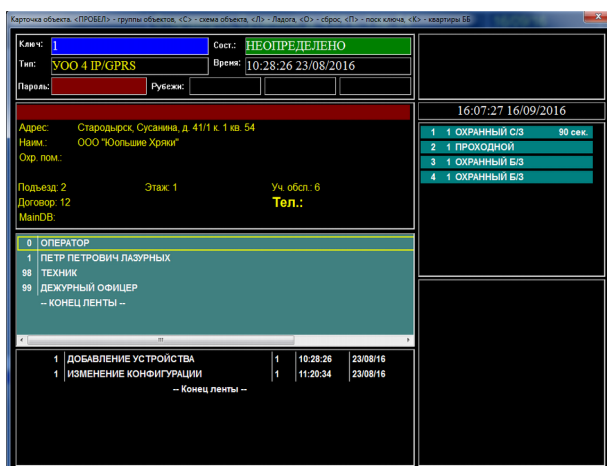 Карточка объекта. <ПРОБЕЛ> - группы объектов, <С> - схема объекта, <Л> - Ладога, <О> - сброс, <П> - поск ключа, <К> - квартиры ББ
Ключ: 1 Сост.: НЕОПРЕДЕЛЕНО
Тип: УОО 4 IP/GPRS Время: 10:28:26 23/08/2016
Пароль: Рубежи:
16:07:27 16/09/2016
Адрес: Стародырск, Сусанина, д. 41/1 к. 1 кв. 54
Наим.: ООО "Юопьшие Хряки"
Охр. пом.:
Подъезд: 2 Этаж: 1 Уч. обсл.: 6
Договор: 12 Тел.:
MainDB:
1 1 ОХРАННЫЙ С/З 90 сек.
2 1 ПРОХОДНОЙ
3 1 ОХРАННЫЙ Б/З
4 1 ОХРАННЫЙ Б/З
0 ОПЕРАТОР
1 ПЕТР ПЕТРОВИЧ ЛАЗУРНЫХ
98 ТЕХНИК
99 ДЕЖУРНЫЙ ОФИЦЕР
-- КОНЕЦ ЛЕНТЫ --
1 ДОБАВЛЕНИЕ УСТРОЙСТВА 1 10:28:26 23/08/16
1 ИЗМЕНЕНИЕ КОНФИГУРАЦИИ 1 11:20:34 23/08/16
-- Конец ленты --